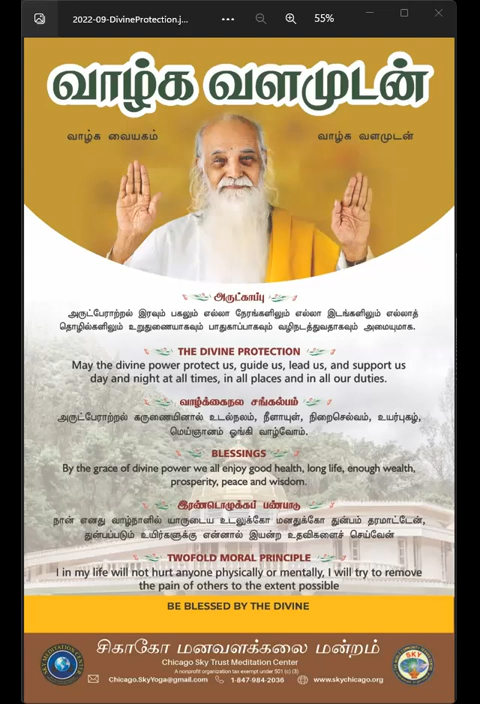 2022-09-DivineProtection.j...
55%
வாழ்க வளமுடன்
வாழ்க வையகம்
வாழ்க வளமுடன்
அருட்காப்பு
அருட்பேராற்றல் இரவும் பகலும் எல்லா நேரங்களிலும் எல்லா இடங்களிலும் எல்லாத்
தொழில்களிலும் உறுதுணையாகவும் பாதுகாப்பாகவும் வழிநடத்துவதாகவும் அமையுமாக.
THE DIVINE PROTECTION
May the divine power protect us, guide us, lead us, and support us
day and night at all times, in all places and in all our duties.
வாழ்க்கைநல சங்கல்பம்
அருட்பேராற்றல் கருணையினால் உடல்நலம், நீளாயுள், நிறைசெல்வம், உயர்புகழ்,
மெய்ஞானம் ஓங்கி வாழ்வோம்.
BLESSINGS
By the grace of divine power we all enjoy good health, long life, enough wealth,
prosperity, peace and wisdom.
இரண்டொழுக்கப் பண்பாடு
நான் எனது வாழ்நாளில் யாருடைய உடலுக்கோ மனதுக்கோ துன்பம் தரமாட்டேன்,
துன்பப்படும் உயிர்களுக்கு என்னால் இயன்ற உதவிகளைச் செய்வேன்
TWOFOLD MORAL PRINCIPLE
I in my life will not hurt anyone physically or mentally, I will try to remove
the pain of others to the extent possible
BE BLESSED BY THE DIVINE
சிகாகோ மனவளக்கலை மன்றம்
Chicago Sky Trust Meditation Center
A nonprofit organization tax exempt under 501 (c) (3)
Chicago.SkyYoga@gmail.com
1-847-984-2036
www.skychicago.org
SKY